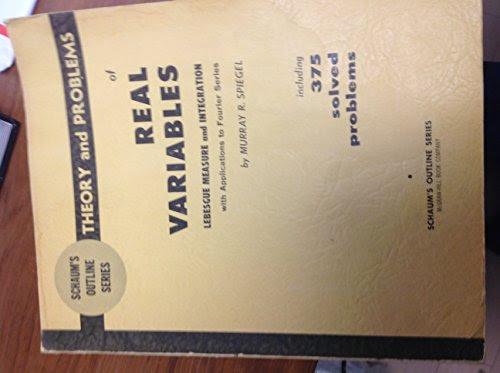 SCHAUM'S
OUTLINE
SERIES
THEORY and PROBLEMS
of
REAL
VARIABLES
LEBESGUE MEASURE and INTEGRATION
with Applications to Fourier Series
by MURRAY R. SPIEGEL
including
375
solved
problems
SCHAUM'S OUTLINE SERIES
McGRAW-HILL BOOK COMPANY